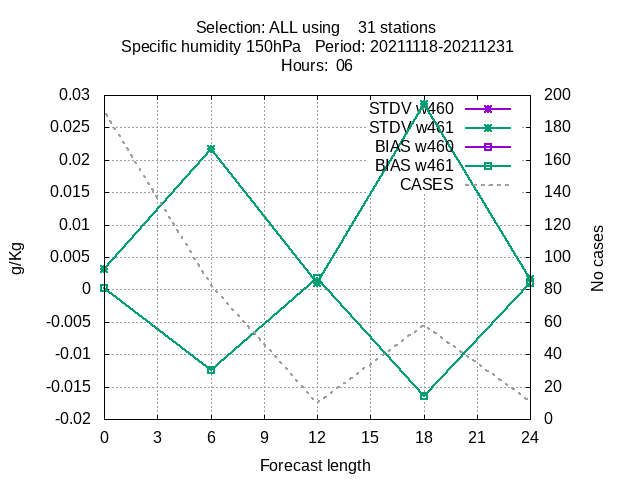 Selection: ALL using    31 stations
Specific humidity 150hPa   Period: 20211118-20211231
Hours:  06
0.03
0.025
0.02
0.015
0.01
0.005
0
-0.005
-0.01
-0.015
-0.02
g/Kg
STDV w460
STDV w461
BIAS w460
BIAS w461
CASES
200
180
160
140
120
100
80
60
40
20
0
No cases
0 3 6 9 12 15 18 21 24
Forecast length